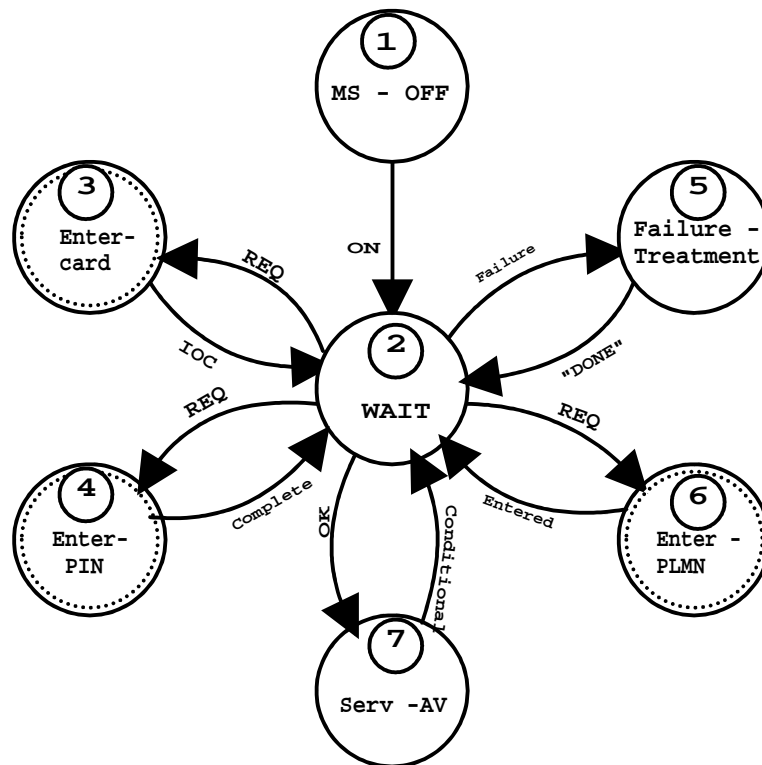 1
MS - OFF
3
Enter-
card
5
Failure -
Treatment
REQ
ON
Failure
IOC
"DONE"
2
WAIT
REQ
REQ
4
Enter-
PIN
Complete
OK
Conditional
Entered
6
Enter -
PLMN
7
Serv -AV